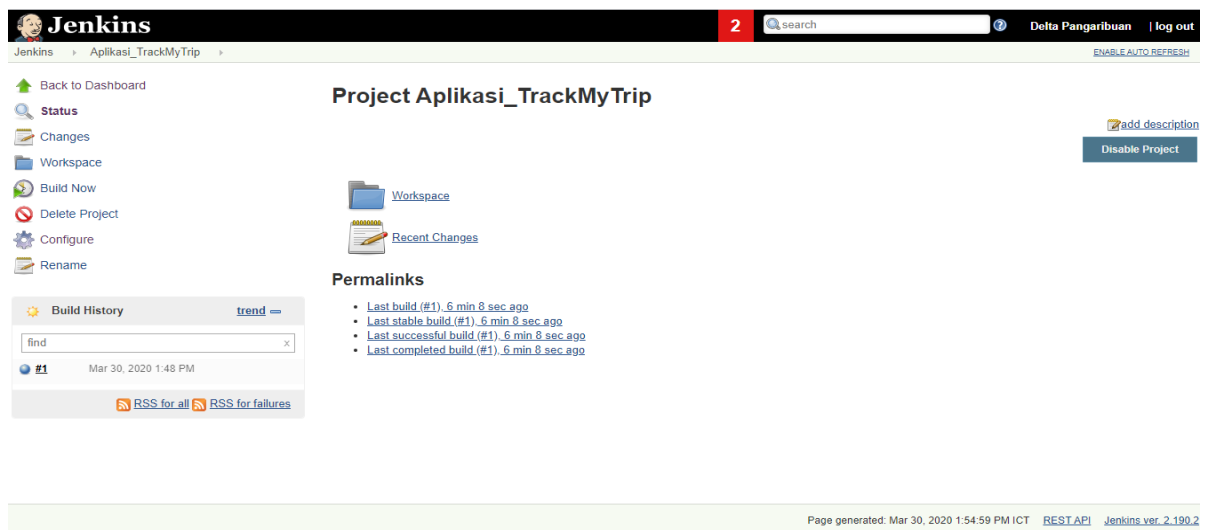 Jenkins
2
search
Delta Pangaribuan | log out
Jenkins Aplikasi_TrackMyTrip
ENABLE AUTO REFRESH
Back to Dashboard
Status
Changes
Workspace
Build Now
Delete Project
Configure
Rename
Build History trend
find x
#1 Mar 30, 2020 1:48 PM
RSS for all RSS for failures
Project Aplikasi_TrackMyTrip
add description
Disable Project
Workspace
Recent Changes
Permalinks
Last build (#1), 6 min 8 sec ago
Last stable build (#1), 6 min 8 sec ago
Last successful build (#1), 6 min 8 sec ago
Last completed build (#1), 6 min 8 sec ago
Page generated: Mar 30, 2020 1:54:59 PM ICT REST API Jenkins ver. 2.190.2